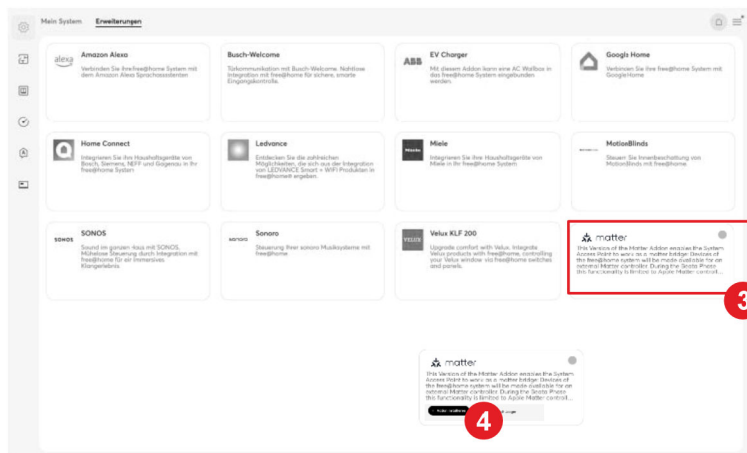 Mein System Erweiterungen
alexa
Amazon Alexa
Verbinden Sie Ihre free@home System mit
dem Amazon Alexa Sprachassistenten
Busch-Welcome
Türkommunikation mit Busch-Welcome. Nahtlose
Integration mit free@home für sichere, smarte
Eingangskontrolle.
ABB
EV Charger
Mit diesem Addon kann eine AC Wallbox in
das free@home System eingebunden
werden.
Google Home
Verbinden Sie Ihre free@home System mit
Google Home
Home Connect
Integrieren Sie Ihre Haushaltsgeräte von
Bosch, Siemens, NEFF und Gaggenau in Ihr
free@home System
Ledvance
Entdecken Sie die zahlreichen
Möglichkeiten, die sich aus der Integration
von LEDVANCE Smart + WIFI Produkten in
free@home ergeben.
Miele
Miele
Integrieren Sie Ihre Haushaltsgeräte von
Miele in Ihr free@home System
MotionBlinds
Steuern Sie Innenbeschattung von
MotionBlinds mit free@home.
SONOS
SONOS
Sound im ganzen Haus mit SONOS.
Mühelose Steuerung durch Integration mit
free@home für ein immersives
Klangerlebnis.
sonoro
Sonoro
Steuerung Ihrer sonoro Musiksysteme mit
free@home
VELUX
Velux KLF 200
Upgrade comfort with Velux. Integrate
Velux products with free@home, controlling
your Velux window via free@home switches
and panels.
matter
This Version of the Matter Addon enables the System
Access Point to work as a matter bridge: Devices of
the free@home system will be made available for an
external Matter controller. During the Beta Phase
this functionality is limited to Apple Matter controll...
3
matter
This Version of the Matter Addon enables the System
Access Point to work as a matter bridge: Devices of
the free@home system will be made available for an
external Matter controller. During the Beta Phase
this functionality is limited to Apple Matter controll...
4